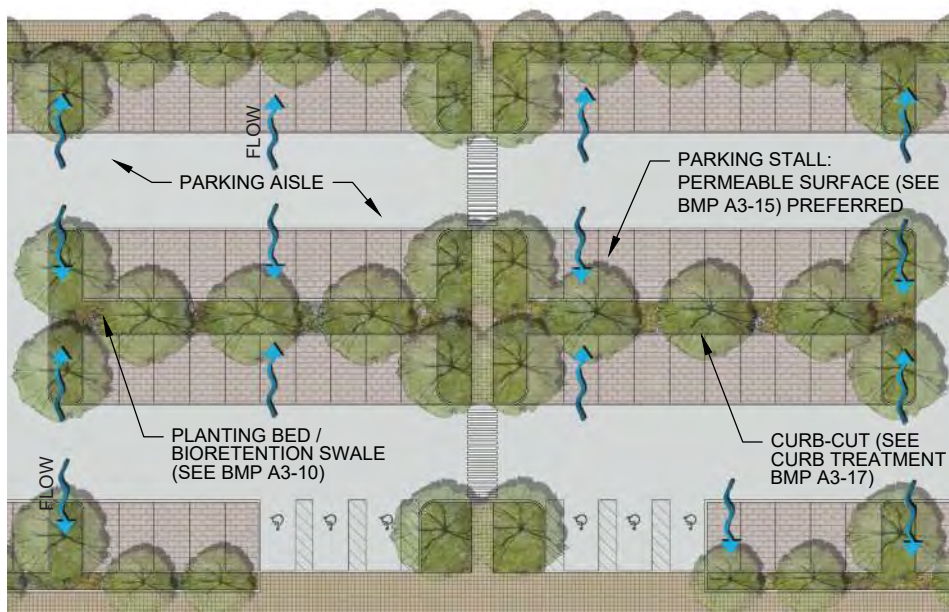 FLOW
PARKING AISLE
PARKING STALL:
PERMEABLE SURFACE (SEE
BMP A3-15) PREFERRED
PLANTING BED /
BIORETENTION SWALE
(SEE BMP A3-10)
CURB-CUT (SEE
CURB TREATMENT
BMP A3-17)
FLOW